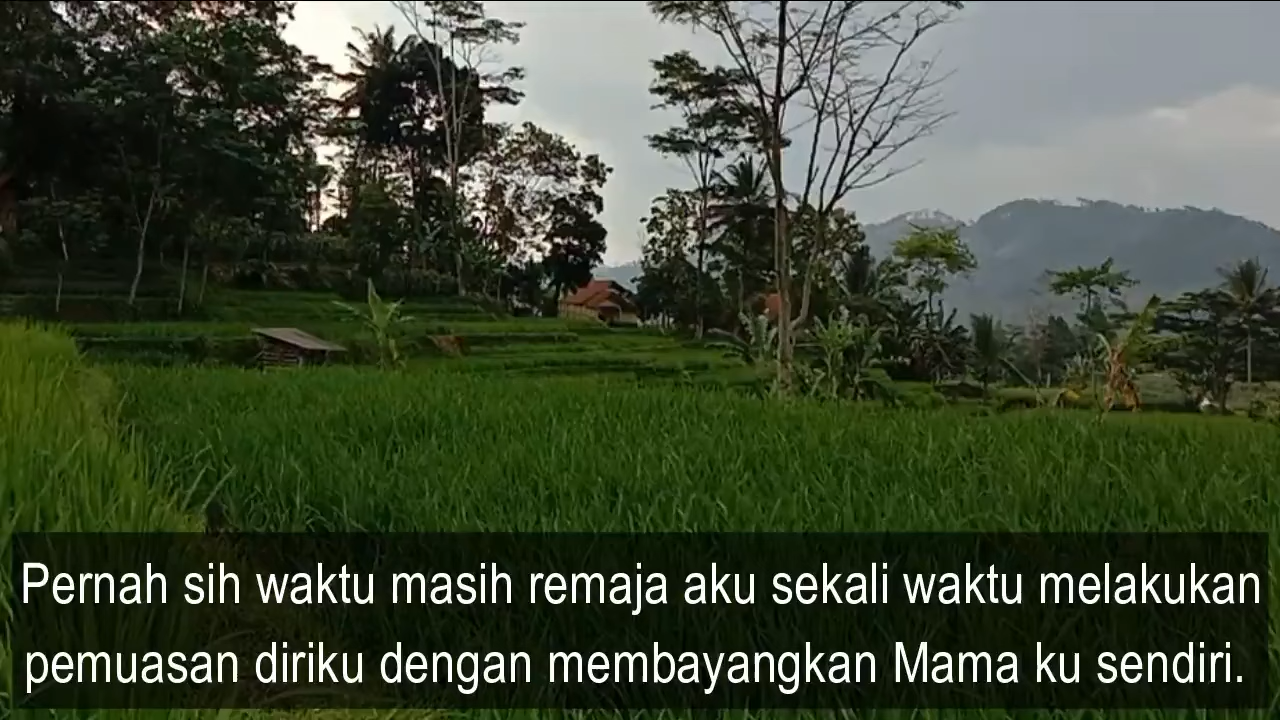 Pernah sih waktu masih remaja aku sekali waktu melakukan
pemuasan diriku dengan membayangkan Mama ku sendiri.